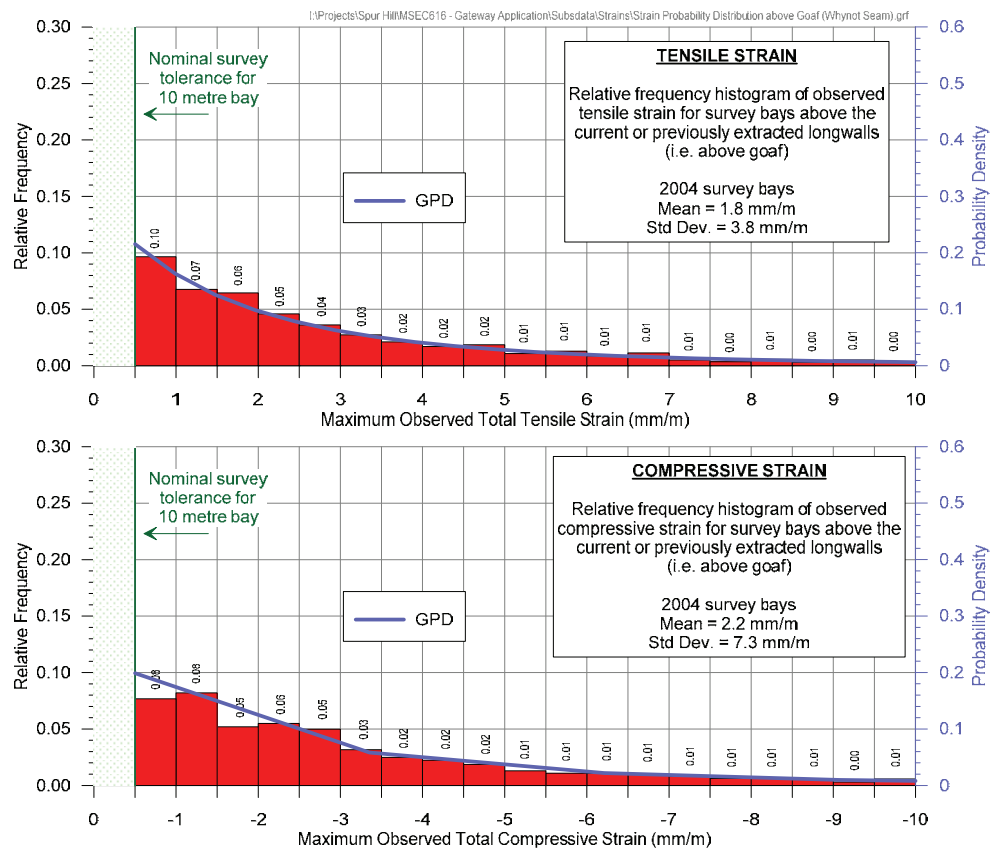 I:\Projects\Spur Hill\MSEC616 - Gateway Application\Subsdata\Strains\Strain Probability Distribution above Goaf (Whynot Seam).grf
0.30
0.25
0.20
0.15
0.10
0.05
0.00
Relative Frequency
Nominal survey
tolerance for
10 metre bay
TENSILE STRAIN
Relative frequency histogram of observed
tensile strain for survey bays above the
current or previously extracted longwalls
(i.e. above goaf)
2004 survey bays
Mean = 1.8 mm/m
Std Dev. = 3.8 mm/m
GPD
0.10
0.07
0.06
0.05
0.04
0.03
0.02
0.02
0.02
0.01
0.01
0.01
0.01
0.01
0.00
0.01
0.00
0.01
0.00
0.6
0.5
0.4
0.3
0.2
0.1
0
Probability Density
0 1 2 3 4 5 6 7 8 9 10
Maximum Observed Total Tensile Strain (mm/m)
0.30
0.25
0.20
0.15
0.10
0.05
0.00
Relative Frequency
Nominal survey
tolerance for
10 metre bay
COMPRESSIVE STRAIN
Relative frequency histogram of observed
compressive strain for survey bays above the
current or previously extracted longwalls
(i.e. above goaf)
2004 survey bays
Mean = 2.2 mm/m
Std Dev. = 7.3 mm/m
GPD
0.08
0.08
0.05
0.06
0.05
0.03
0.02
0.02
0.02
0.01
0.01
0.01
0.01
0.01
0.01
0.01
0.01
0.00
0.01
0.6
0.5
0.4
0.3
0.2
0.1
0
Probability Density
0 -1 -2 -3 -4 -5 -6 -7 -8 -9 -10
Maximum Observed Total Compressive Strain (mm/m)